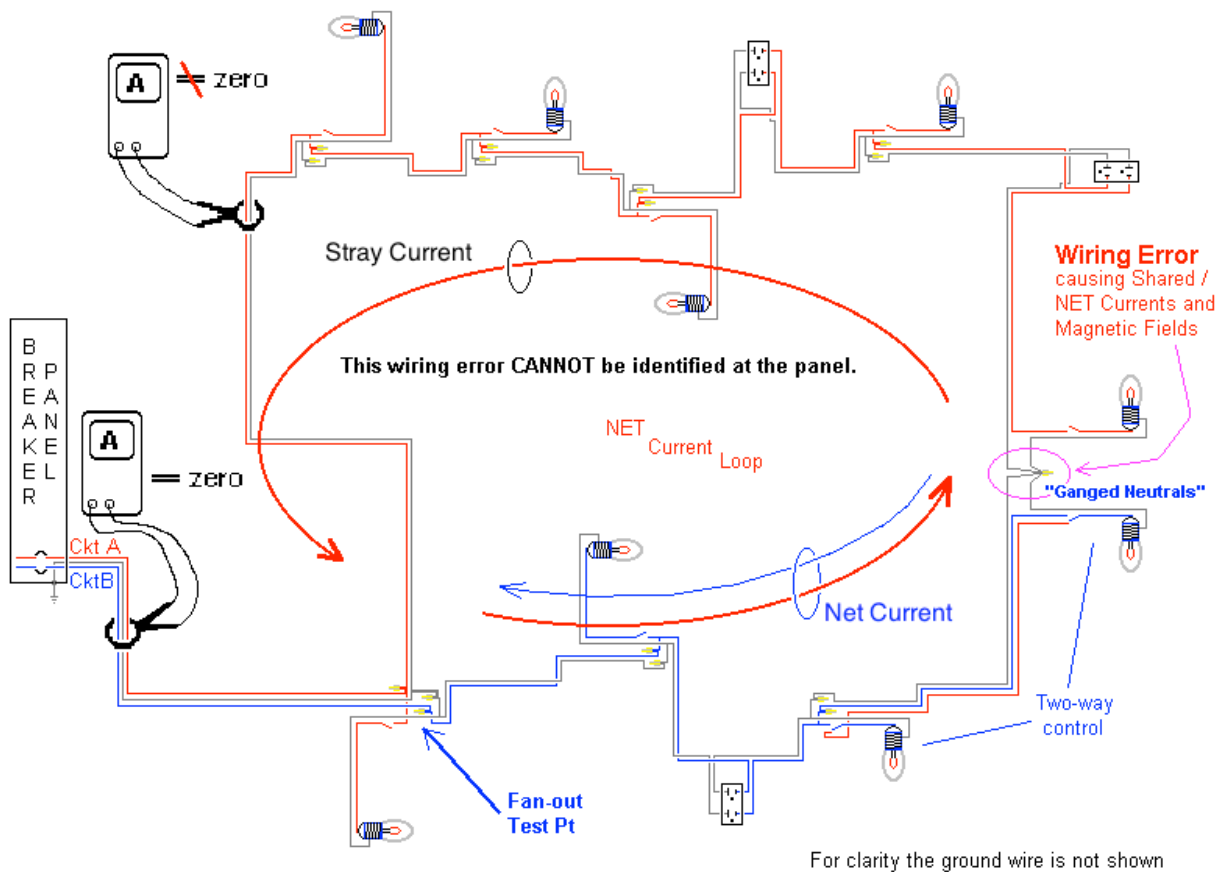 A
= zero
Stray Current
Wiring Error
causing Shared /
NET Currents and
Magnetic Fields
This wiring error CANNOT be identified at the panel.
BREAKER
PANEL
A
= zero
NET
Current
Loop
"Ganged Neutrals"
Ckt A
CktB
Net Current
Two-way
control
Fan-out
Test Pt
For clarity the ground wire is not shown